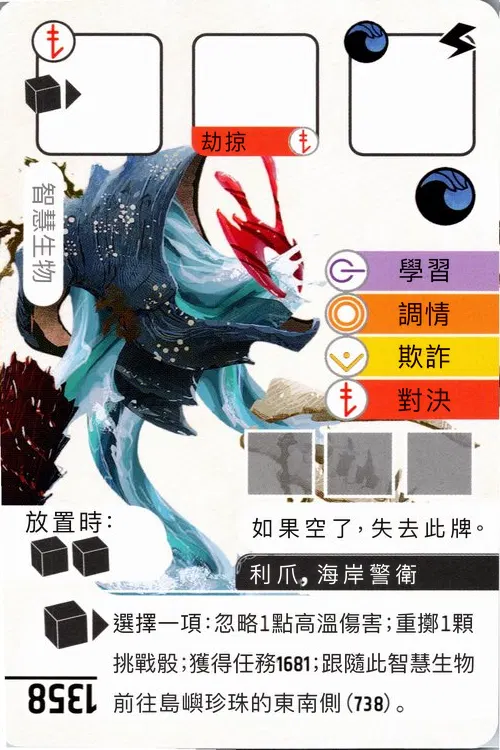 劫掠
智慧生物
學習
調情
欺詐
對決
放置時：
如果空了，失去此牌。
利爪，海岸警衛
選擇一項：忽略1點高溫傷害；重擲1顆
挑戰骰；獲得任務1681；跟隨此智慧生物
前往島嶼珍珠的東南側（738）。
1358